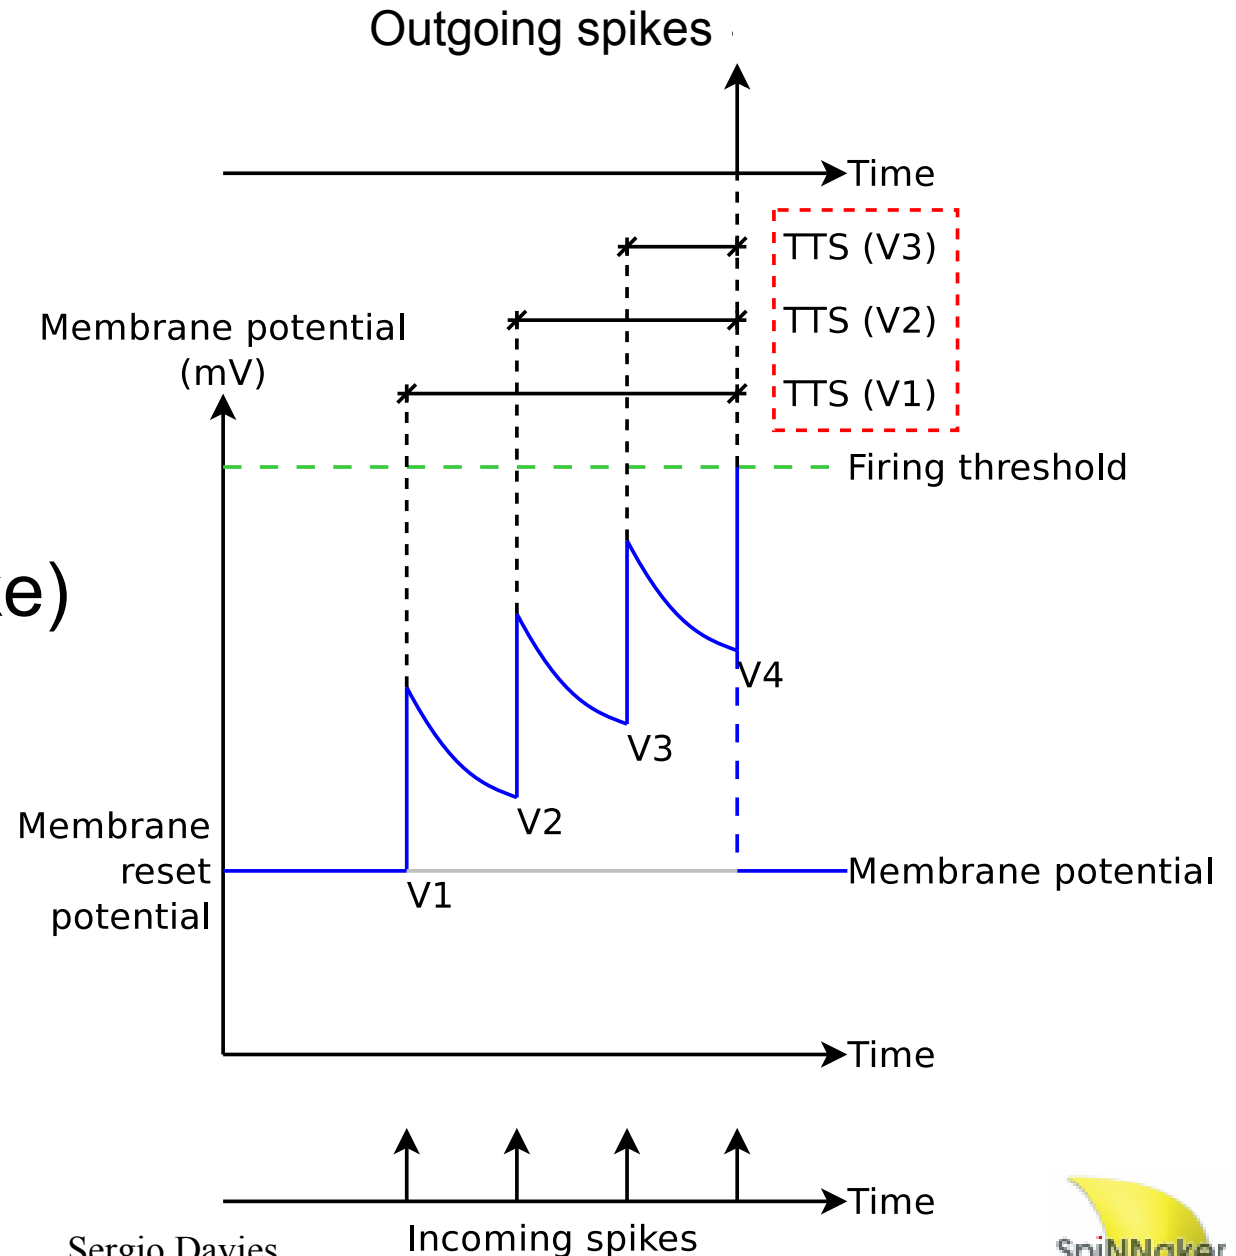 Outgoing spikes
Time
TTS (V3)
TTS (V2)
TTS (V1)
Membrane potential
(mV)
Firing threshold
V4
V3
V2
V1
Membrane
reset
potential
Membrane potential
Time
Time
Incoming spikes
Sergio Davies
SpiNNaker